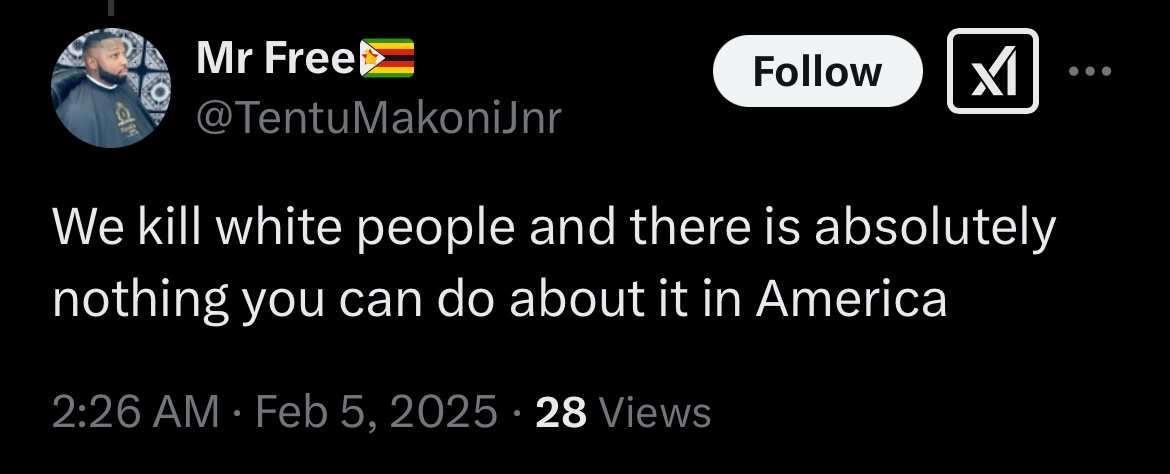 Mr Free🇿🇼
@TentuMakoniJnr
Follow
We kill white people and there is absolutely
nothing you can do about it in America
2:26 AM · Feb 5, 2025 · 28 Views